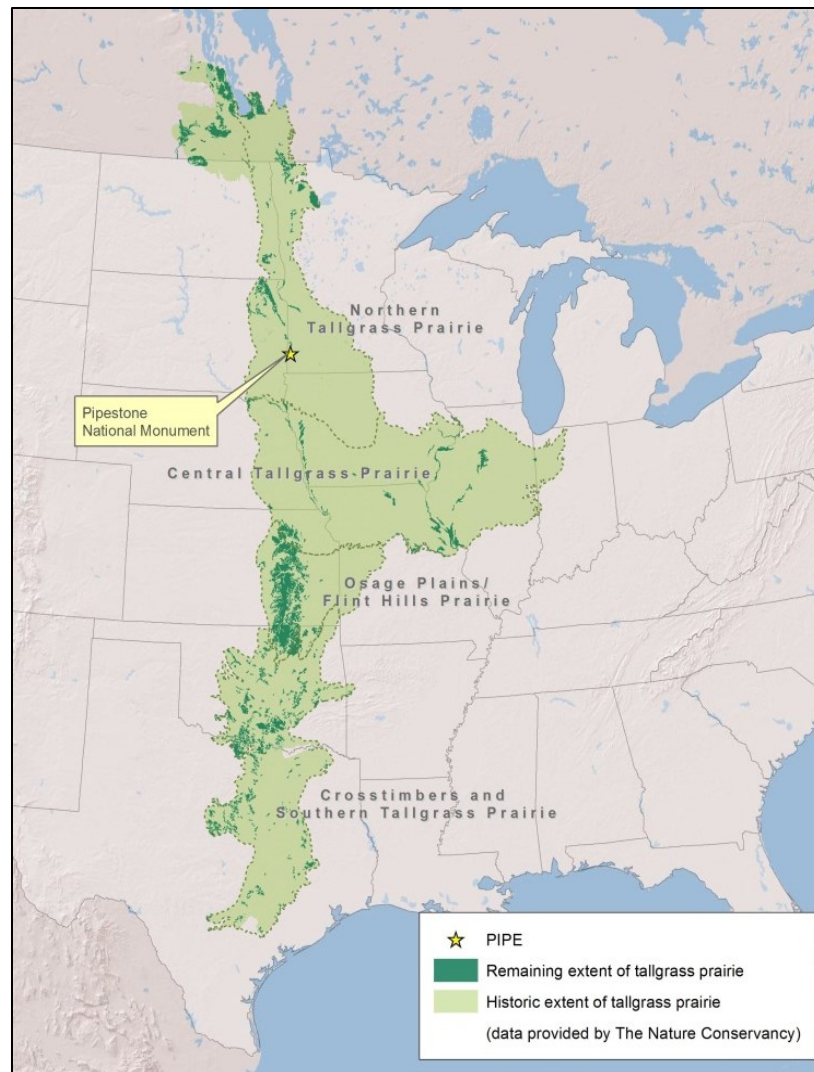 Northern
Tallgrass Prairie
Pipestone
National Monument
Central Tallgrass Prairie
Osage Plains/
Flint Hills Prairie
Crosstimbers and
Southern Tallgrass Prairie
PIPE
Remaining extent of tallgrass prairie
Historic extent of tallgrass prairie
(data provided by The Nature Conservancy)